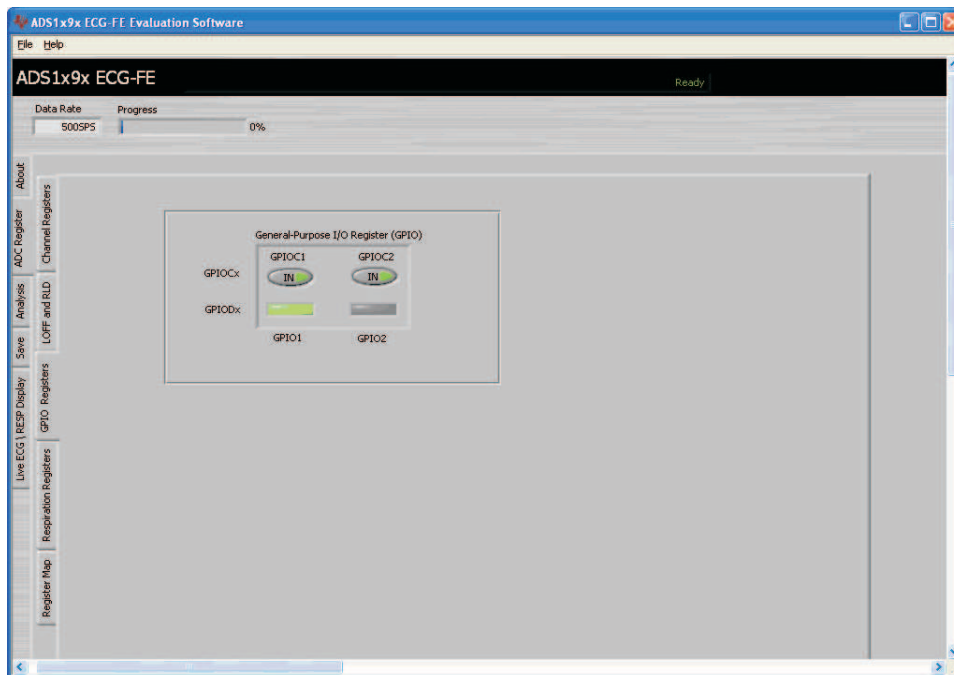 ADS1x9x ECG-FE Evaluation Software
File Help
ADS1x9x ECG-FE
Ready
Data Rate Progress
500SPS 0%
About
ADC Register
Analysis
Save
Live ECG \ RESP Display
Channel Registers
LOFF and RLD
GPIO Registers
Respiration Registers
Register Map
General-Purpose I/O Register (GPIO)
GPIOC1 GPIOC2
GPIOCx IN IN
GPIODx
GPIO1 GPIO2